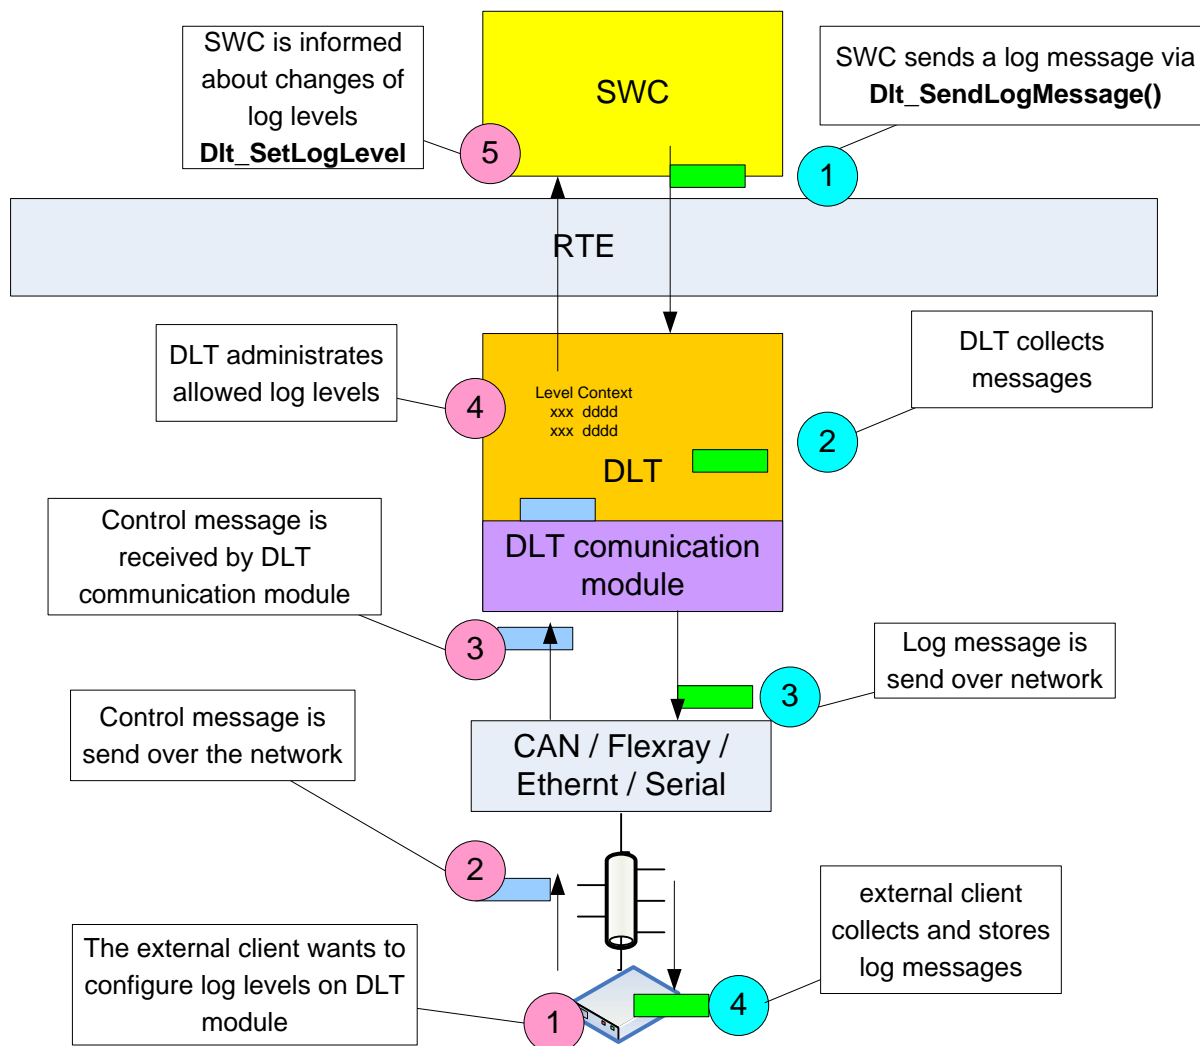 SWC is informed
about changes of
log levels
Dlt_SetLogLevel
5
SWC
SWC sends a log message via
Dlt_SendLogMessage()
1
RTE
DLT administrates
allowed log levels
4
Level Context
xxx dddd
xxx dddd
DLT
DLT collects
messages
2
DLT comunication
module
Control message is
received by DLT
communication module
3
Log message is
send over network
3
Control message is
send over the network
2
CAN / Flexray /
Ethernt / Serial
The external client wants to
configure log levels on DLT
module
1
external client
collects and stores
log messages
4